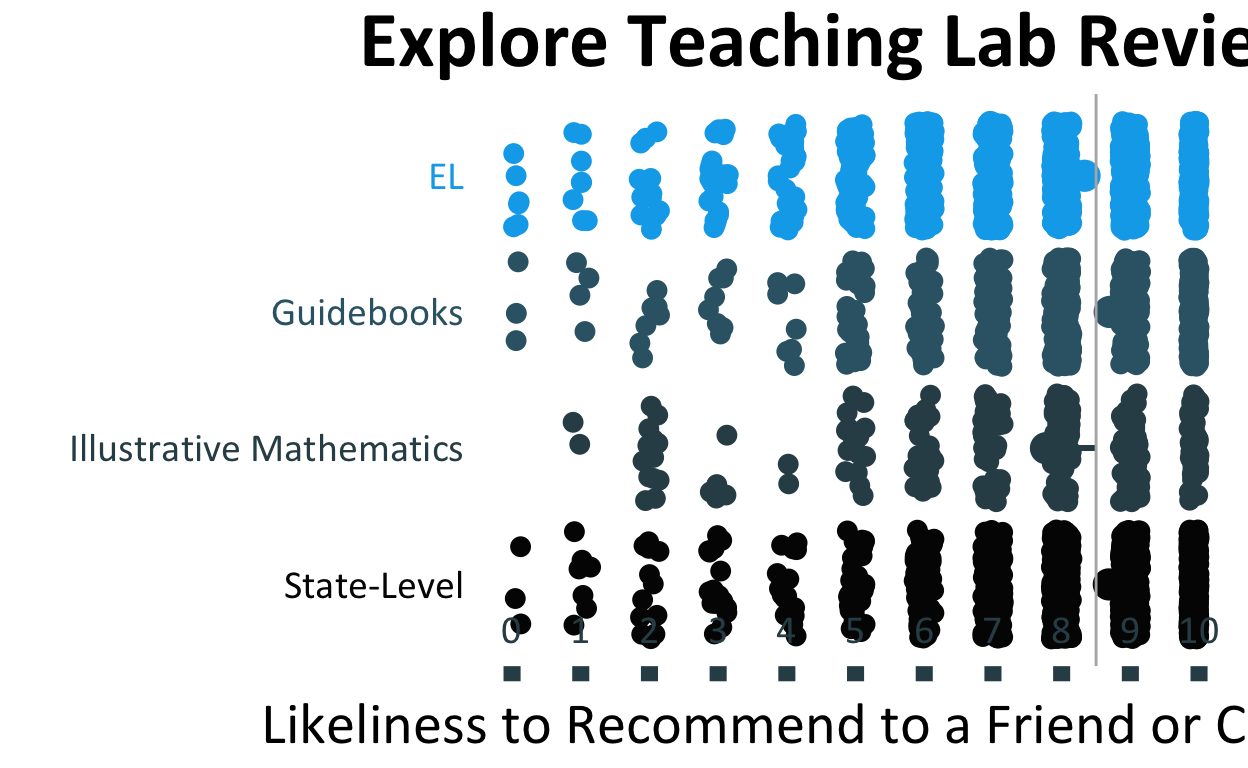 Explore Teaching Lab Revie
EL
Guidebooks
Illustrative Mathematics
State-Level
0 1 2 3 4 5 6 7 8 9 10
Likeliness to Recommend to a Friend or C